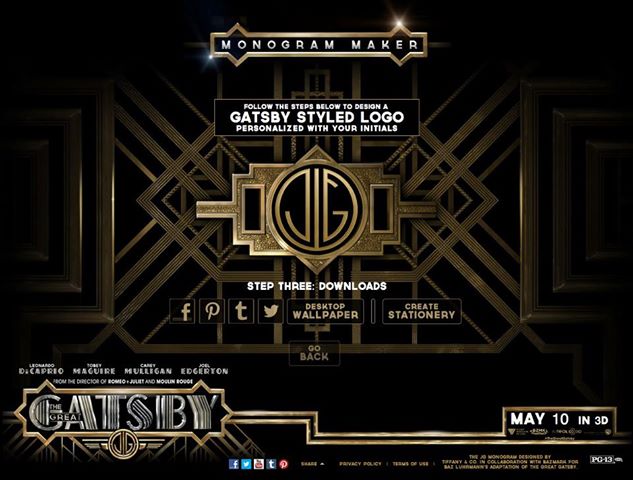 MONOGRAM MAKER
FOLLOW THE STEPS BELOW TO DESIGN A
GATSBY STYLED LOGO
PERSONALIZED WITH YOUR INITIALS
JG
STEP THREE: DOWNLOADS
DESKTOP
WALLPAPER
CREATE
STATIONERY
GO
BACK
LEONARDO DiCAPRIO
TOBEY MAGUIRE
CAREY MULLIGAN
JOEL EDGERTON
FROM THE DIRECTOR OF ROMEO + JULIET AND MOULIN ROUGE
THE GREAT
GATSBY
JG
MAY 10 IN 3D
SHARE
PRIVACY POLICY
TERMS OF USE
THE JG MONOGRAM DESIGNED BY
TIFFANY & CO. IN COLLABORATION WITH BAZMARK FOR
BAZ LUHRMANN'S ADAPTATION OF THE GREAT GATSBY.
PG-13